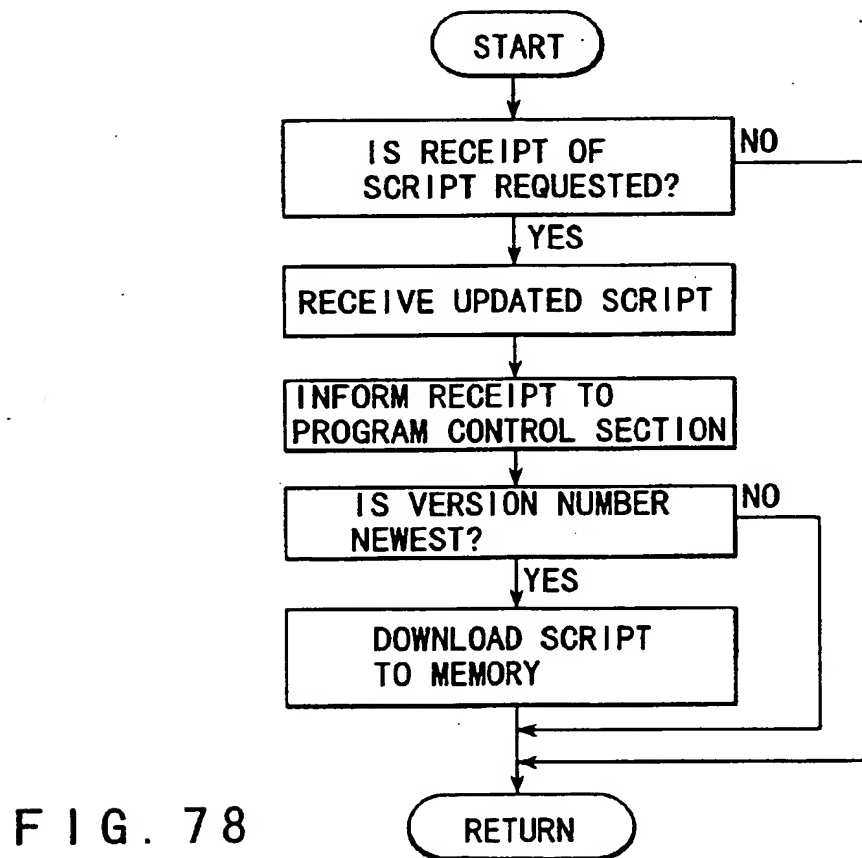 START
IS RECEIPT OF
SCRIPT REQUESTED?
NO
YES
RECEIVE UPDATED SCRIPT
INFORM RECEIPT TO
PROGRAM CONTROL SECTION
IS VERSION NUMBER
NEWEST?
NO
YES
DOWNLOAD SCRIPT
TO MEMORY
RETURN
FIG. 78